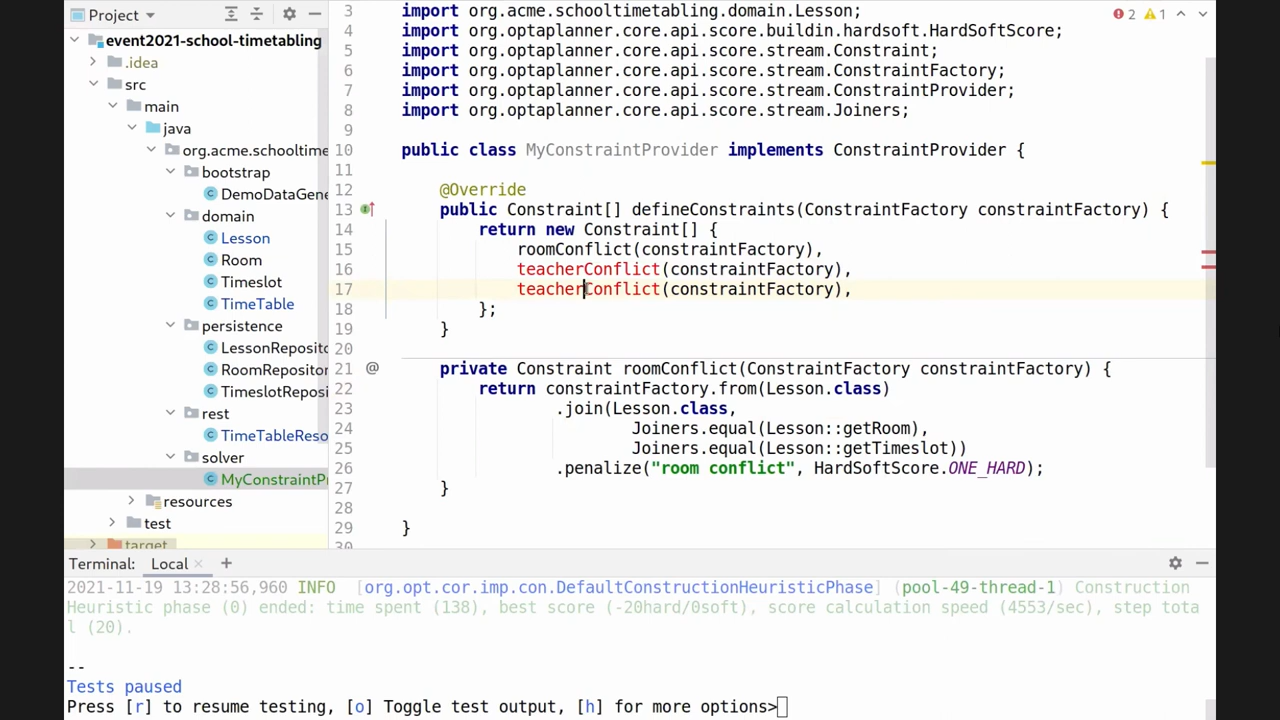 Project
event2021-school-timetabling
.idea
src
main
java
org.acme.schooltime
bootstrap
DemoDataGene
domain
Lesson
Room
Timeslot
TimeTable
persistence
LessonReposito
RoomRepositor
TimeslotReposi
rest
TimeTableReso
solver
MyConstraintPr
resources
test
target
2 1
3 import org.acme.schooltimetabling.domain.Lesson;
4 import org.optaplanner.core.api.score.buildin.hardsoft.HardSoftScore;
5 import org.optaplanner.core.api.score.stream.Constraint;
6 import org.optaplanner.core.api.score.stream.ConstraintFactory;
7 import org.optaplanner.core.api.score.stream.ConstraintProvider;
8 import org.optaplanner.core.api.score.stream.Joiners;
9
10 public class MyConstraintProvider implements ConstraintProvider {
11
12 @Override
13 public Constraint[] defineConstraints(ConstraintFactory constraintFactory) {
14 return new Constraint[] {
15 roomConflict(constraintFactory),
16 teacherConflict(constraintFactory),
17 teacherConflict(constraintFactory),
18 };
19 }
20
21 @ private Constraint roomConflict(ConstraintFactory constraintFactory) {
22 return constraintFactory.from(Lesson.class)
23 .join(Lesson.class,
24 Joiners.equal(Lesson::getRoom),
25 Joiners.equal(Lesson::getTimeslot))
26 .penalize("room conflict", HardSoftScore.ONE_HARD);
27 }
28
29 }
30
Terminal: Local × +
2021-11-19 13:28:56,960 INFO [org.opt.cor.imp.con.DefaultConstructionHeuristicPhase] (pool-49-thread-1) Construction
Heuristic phase (0) ended: time spent (138), best score (-20hard/0soft), score calculation speed (4553/sec), step tota
l (20).
--
Tests paused
Press [r] to resume testing, [o] Toggle test output, [h] for more options>